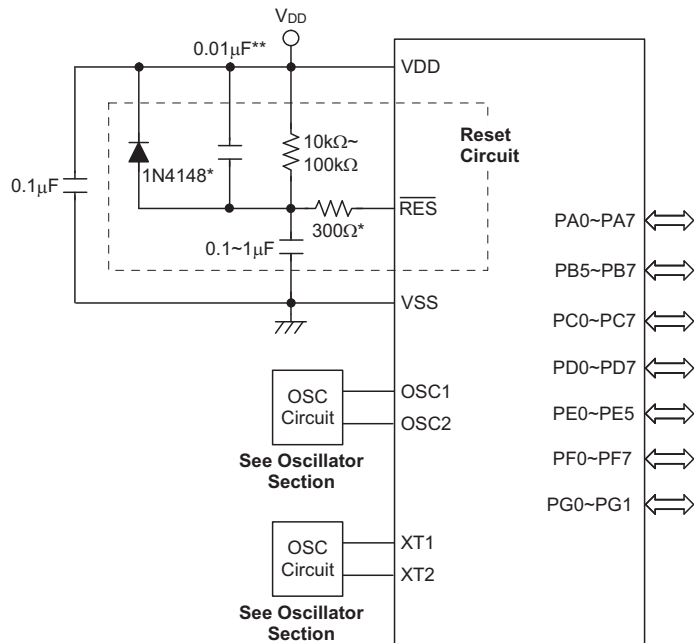 VDD
0.01μF**
VDD
Reset
Circuit
10kΩ~
100kΩ
1N4148*
0.1μF
RES
300Ω*
0.1~1μF
VSS
PA0~PA7
PB5~PB7
PC0~PC7
PD0~PD7
PE0~PE5
PF0~PF7
PG0~PG1
OSC
Circuit
OSC1
OSC2
See Oscillator
Section
OSC
Circuit
XT1
XT2
See Oscillator
Section